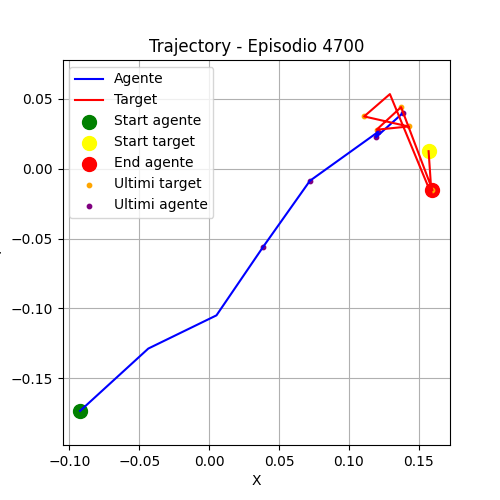 Trajectory - Episodio 4700
Agente
Target
Start agente
Start target
End agente
Ultimi target
Ultimi agente
0.05
0.00
−0.05
−0.10
−0.15
−0.10
−0.05
0.00
0.05
0.10
0.15
X